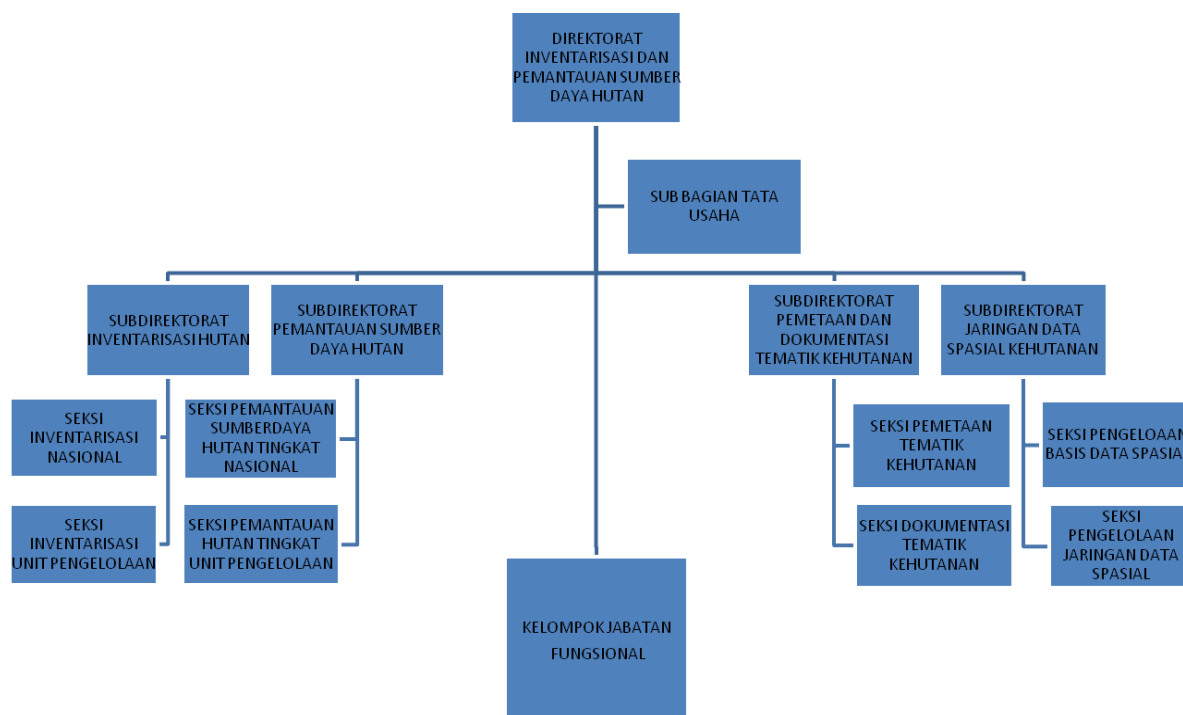 DIREKTORAT
INVENTARISASI DAN
PEMANTAUAN SUMBER
DAYA HUTAN
SUB BAGIAN TATA
USAHA
SUBDIREKTORAT
INVENTARISASI HUTAN
SUBDIREKTORAT
PEMANTAUAN SUMBER
DAYA HUTAN
SUBDIREKTORAT
PEMETAAN DAN
DOKUMENTASI
TEMATIK KEHUTANAN
SUBDIREKTORAT
JARINGAN DATA
SPASIAL KEHUTANAN
SEKSI
INVENTARISASI
NASIONAL
SEKSI PEMANTAUAN
SUMBERDAYA
HUTAN TINGKAT
NASIONAL
SEKSI PEMETAAN
TEMATIK
KEHUTANAN
SEKSI PENGELOAAN
BASIS DATA SPASIAL
SEKSI
INVENTARISASI
UNIT PENGELOLAAN
SEKSI PEMANTAUAN
HUTAN TINGKAT
UNIT PENGELOLAAN
SEKSI DOKUMENTASI
TEMATIK
KEHUTANAN
SEKSI
PENGELOLAAN
JARINGAN DATA
SPASIAL
KELOMPOK JABATAN
FUNGSIONAL